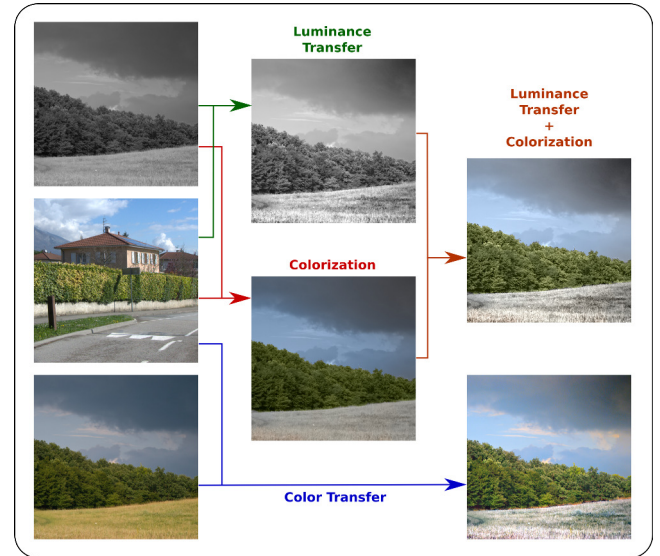 Luminance
Transfer
Luminance
Transfer
+
Colorization
Colorization
Color Transfer